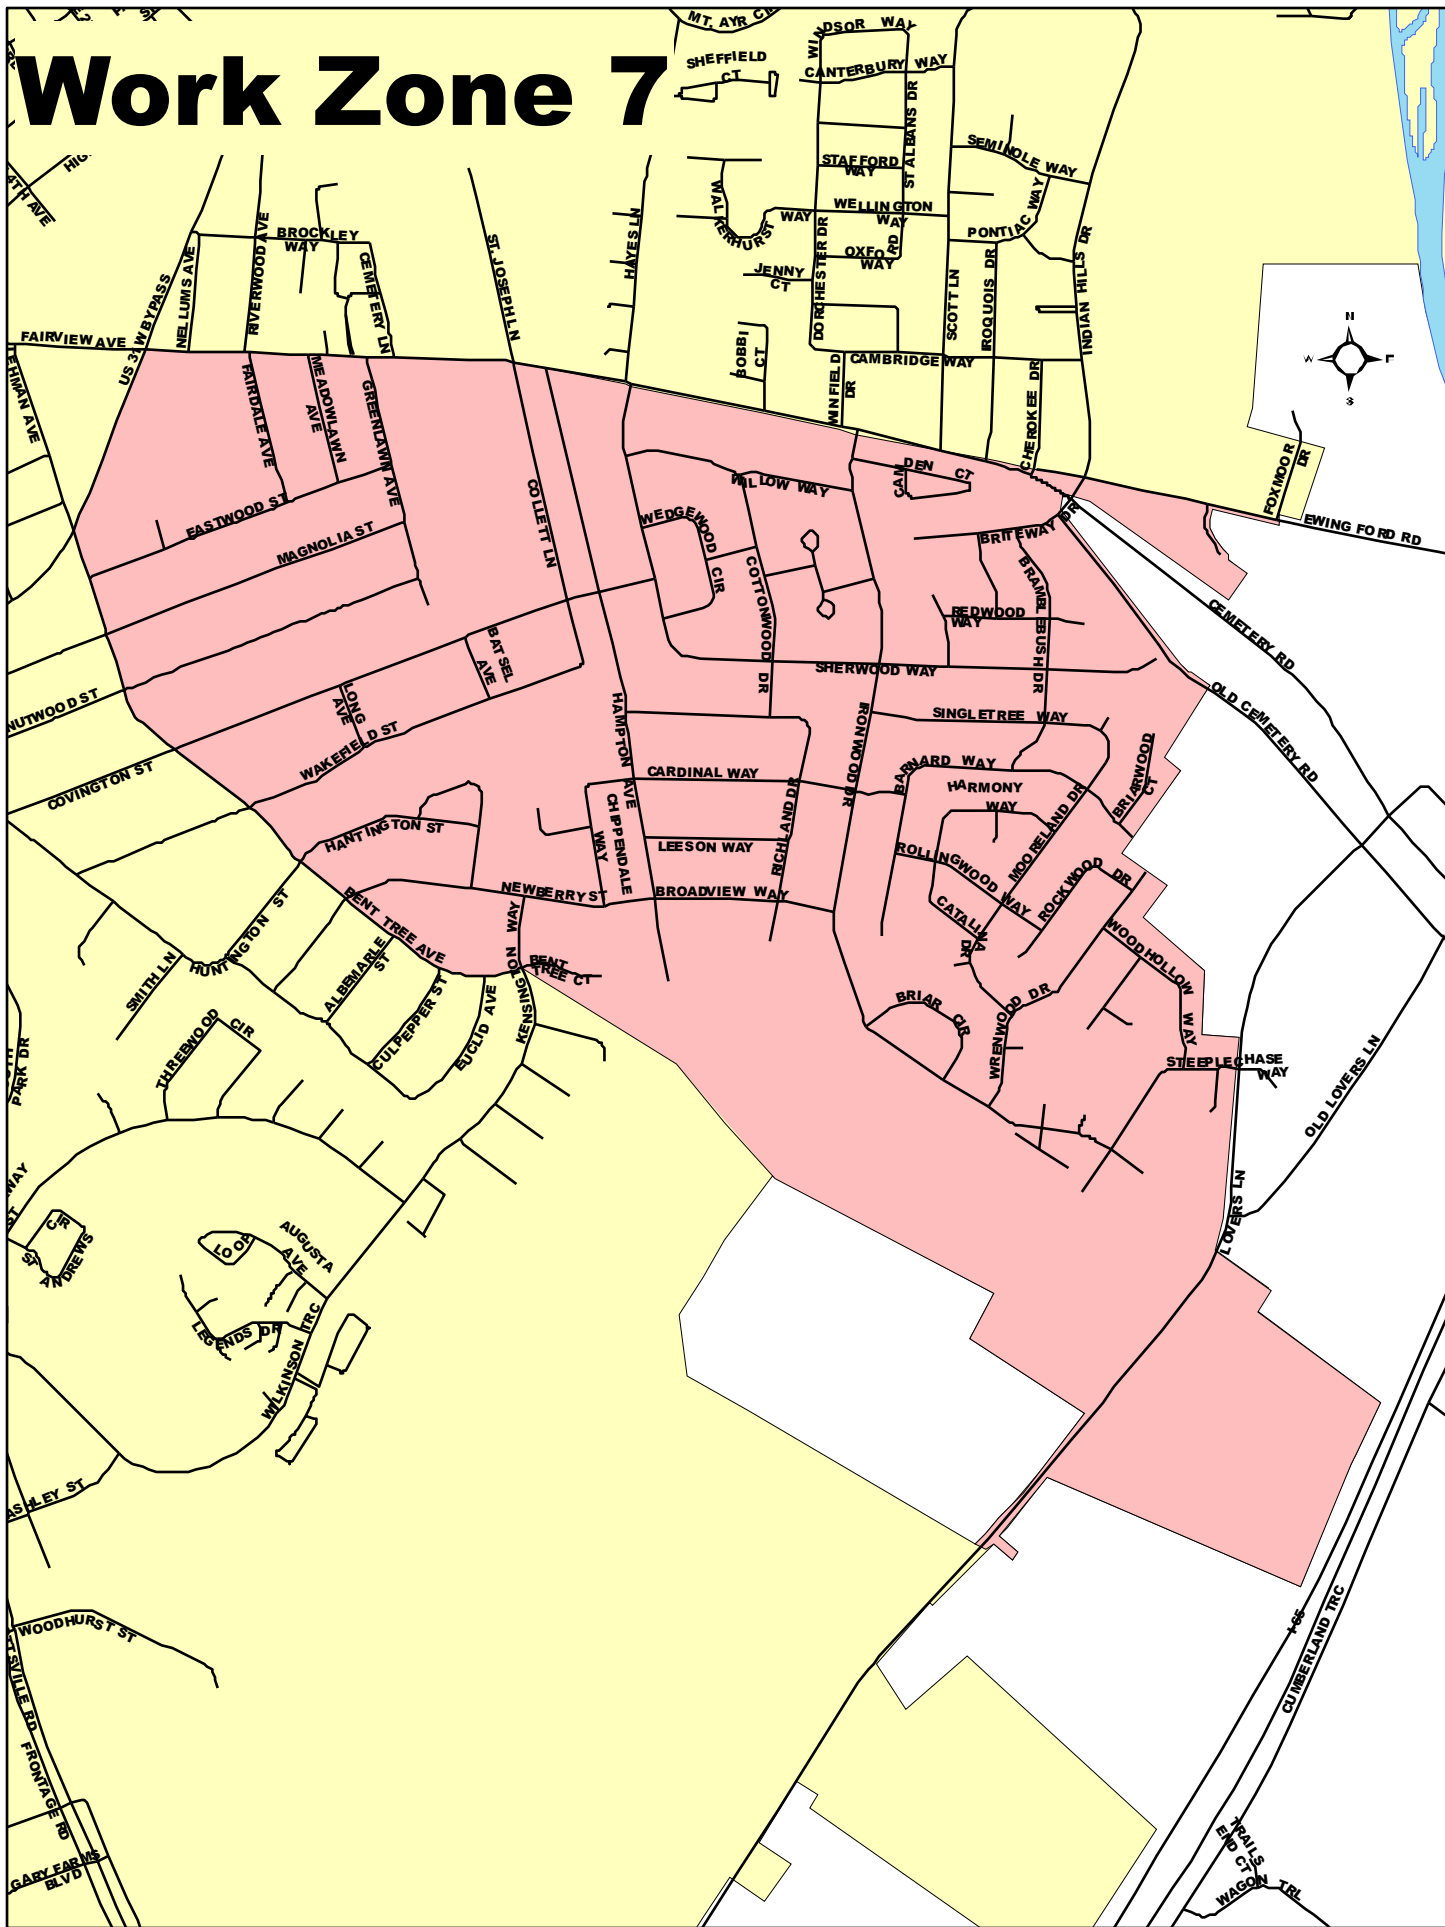 Work Zone 7
MT. AYR CIR
WINDSOR WAY
SHEFFIELD
CT
CANTERBURY WAY
ST ALBANS DR
SEMINOLE WAY
STAFFORD
WAY
4TH AVE
WALKERHURST
WAY
WELLINGTON
WAY
PONTIAC WAY
HAYES LN
RIVERWOOD AVE
BROCKLEY
WAY
ST. JOSEPH LN
OXFORD
WAY
JENNY
CT
DORCHESTER DR
SCOTT LN
IROQUOIS DR
INDIAN HILLS DR
CEMETERY LN
NELLUMS AVE
US 31W BYPASS
FAIRVIEW AVE
LEHMAN AVE
BOBBI
CT
WINFIELD
DR
CAMBRIDGE WAY
CHEROKEE DR
N
W
E
S
FAIRDALE AVE
MEADOWLAWN
AVE
GREENLAWN AVE
FOXMOOR
DR
EWING FORD RD
CAMDEN CT
WILLOW WAY
COLLETT LN
EASTWOOD ST
MAGNOLIA ST
WEDGEWOOD CIR
BRITEWAY DR
COTTONWOOD DR
BRAMBLEBUSH DR
REDWOOD
WAY
CEMETERY RD
OLD CEMETERY RD
SHERWOOD WAY
BATSEL
AVE
LONG
AVE
NUTWOOD ST
WAKEFIELD ST
COVINGTON ST
HAMPTON AVE
IRONWOOD DR
SINGLETREE WAY
BARNARD WAY
BRIARWOOD
CT
CARDINAL WAY
HARMONY
WAY
CHIPPENDALE
WAY
RICHLAND DR
MOORELAND DR
HANTINGTON ST
LEESON WAY
ROLLINGWOOD WAY
ROCKWOOD DR
NEWBERRY ST
BROADVIEW WAY
BENT TREE AVE
CATALINA
DR
WOODHOLLOW WAY
HUNTINGTON ST
SMITH LN
ALBEMARLE
ST
KENSINGTON WAY
BENT
TREE CT
BRIAR CIR
CULPEPPER ST
EUCLID AVE
WRENWOOD DR
THREEWOOD CIR
STEEPLECHASE
WAY
PARK DR
OLD LOVERS LN
LOVERS LN
ST ANDREWS
CIR
LOOP
AUGUSTA
AVE
LEGENDS DR
WILKINSON TRC
ASHLEY ST
WOODHURST ST
I-65
CUMBERLAND TRC
FRONTAGE RD
GARY FARMS
BLVD
TRAILS
END CT
WAGON TRL